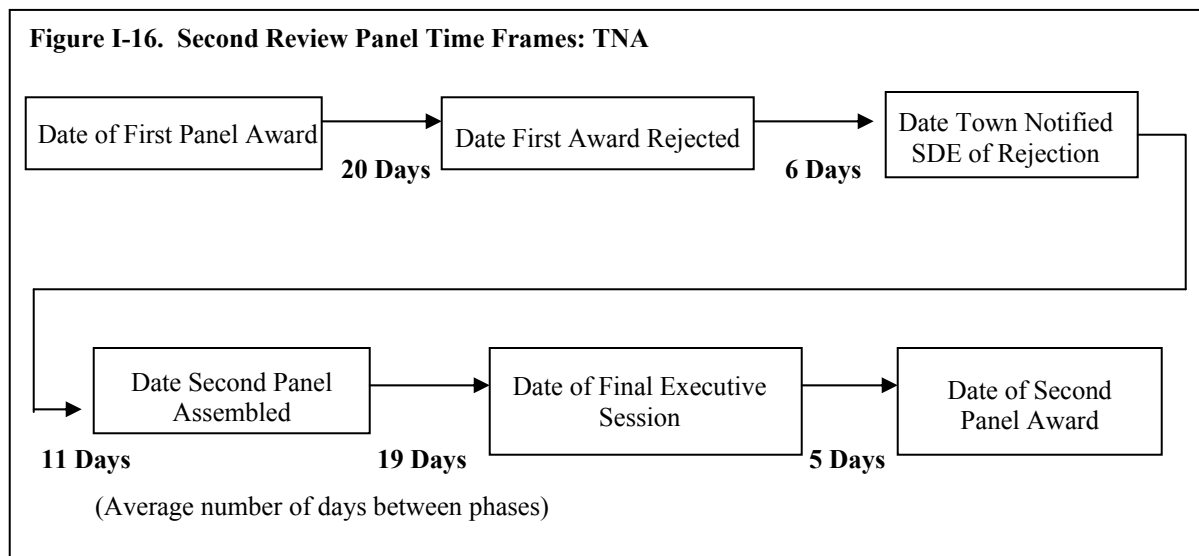 Figure I-16.  Second Review Panel Time Frames: TNA
Date of First Panel Award
20 Days
Date First Award Rejected
6 Days
Date Town Notified
SDE of Rejection
11 Days
Date Second Panel
Assembled
19 Days
Date of Final Executive
Session
5 Days
Date of Second
Panel Award
(Average number of days between phases)